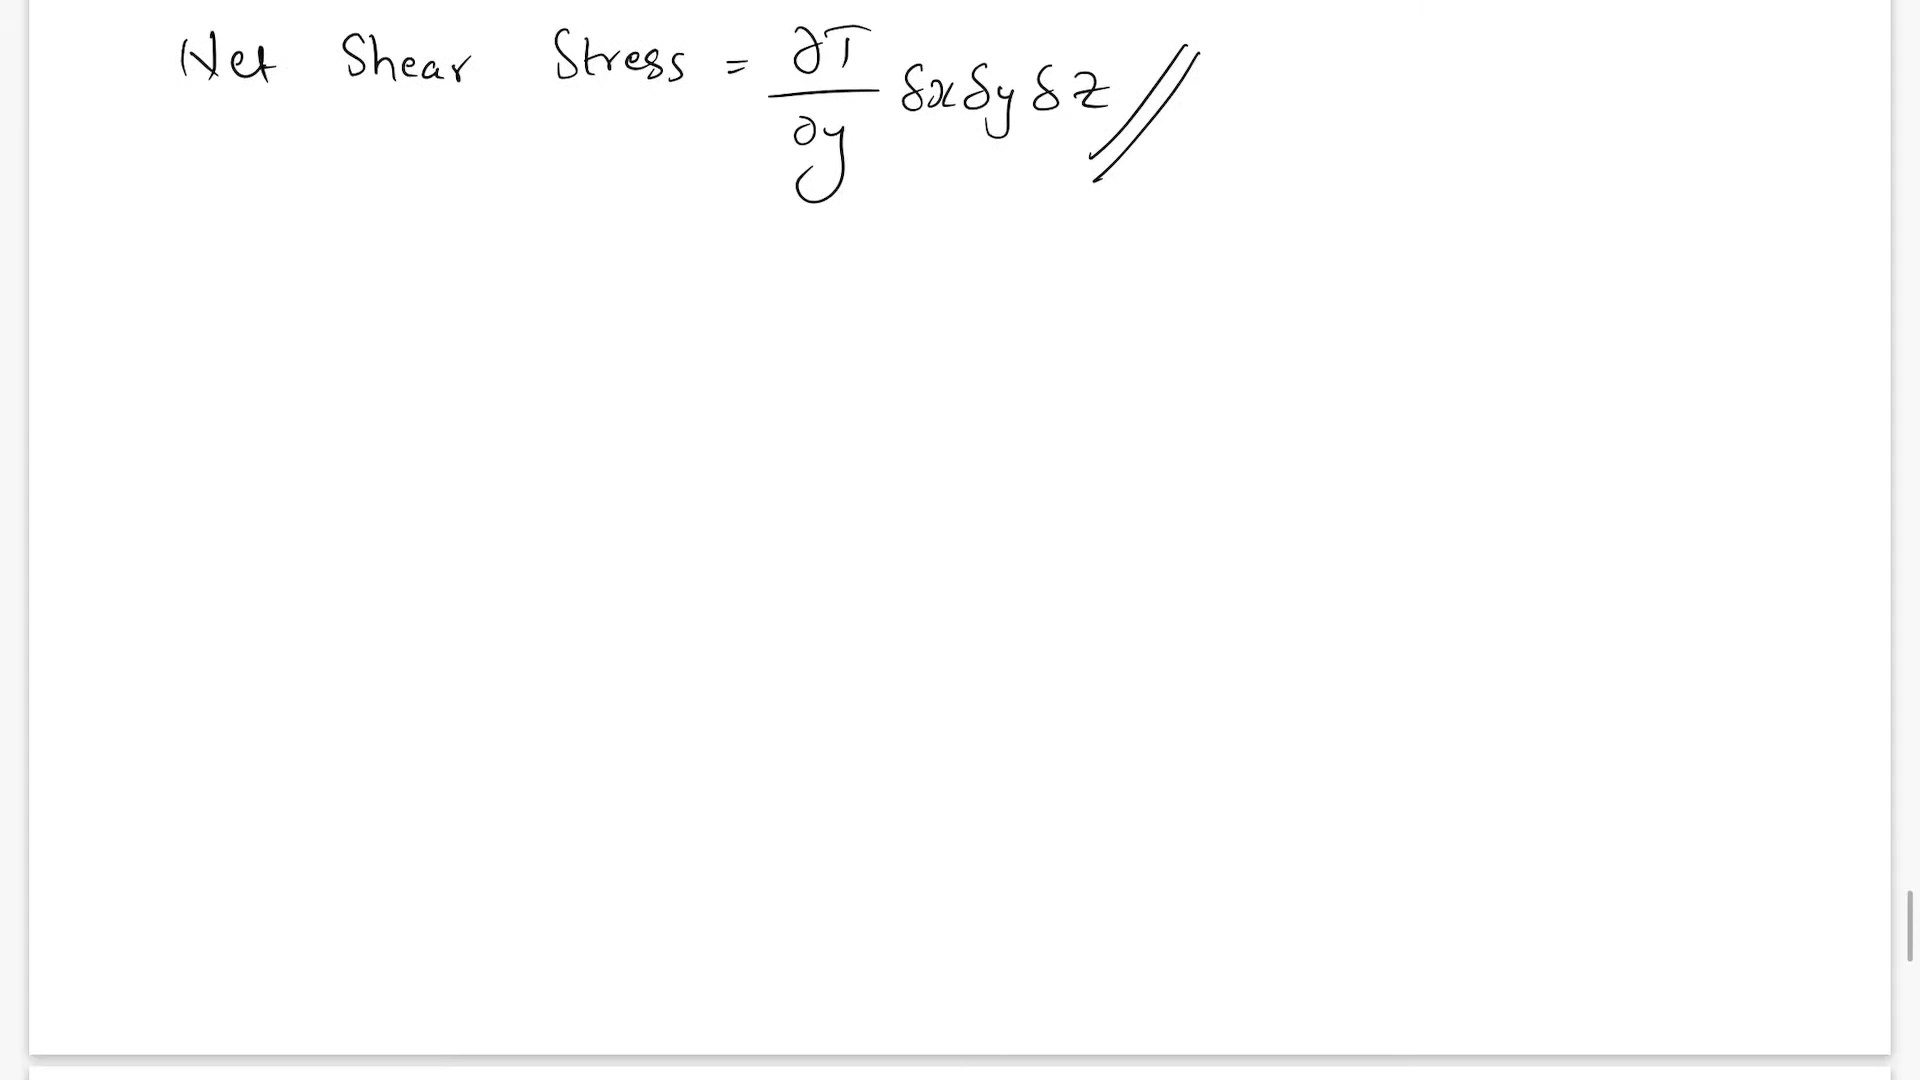 Net Shear Stress = ∂τ/∂y δx δy δz //